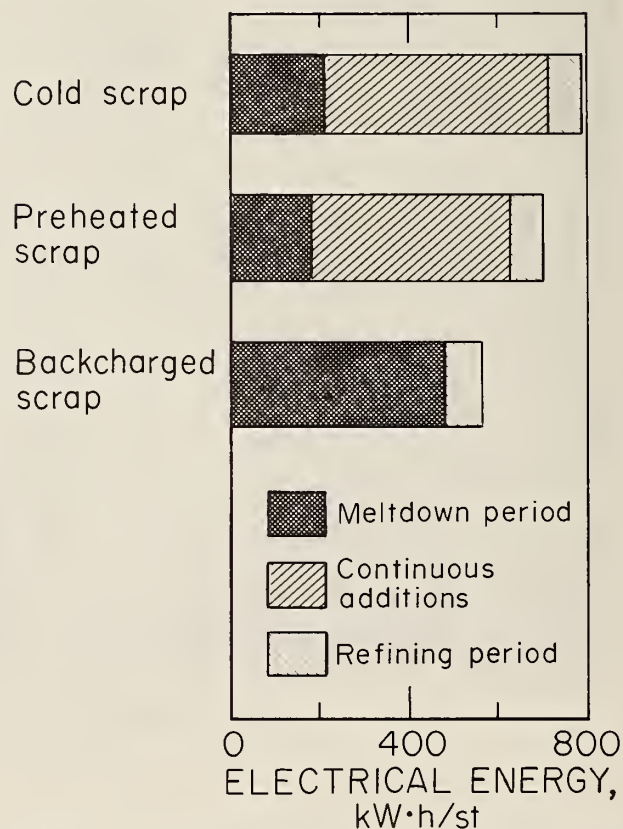 Cold scrap
Preheated
scrap
Backcharged
scrap
Meltdown period
Continuous
additions
Refining period
0 400 800
ELECTRICAL ENERGY,
kW·h/st